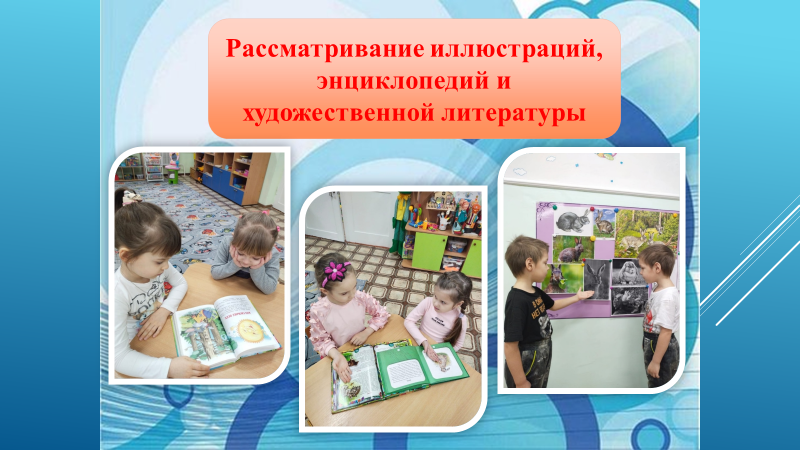 Рассматривание иллюстраций,
энциклопедий и
художественной литературы